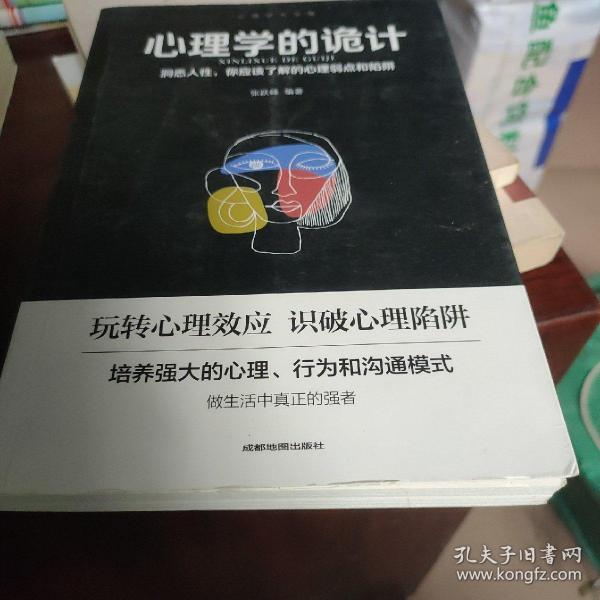 心理学的诡计
XINLIXUE DE GUIJI
洞悉人性，你应该了解的心理弱点和陷阱
编著
玩转心理效应 识破心理陷阱
培养强大的心理、行为和沟通模式
做生活中真正的强者
成都地图出版社
孔夫子旧书网
www.kongfz.com